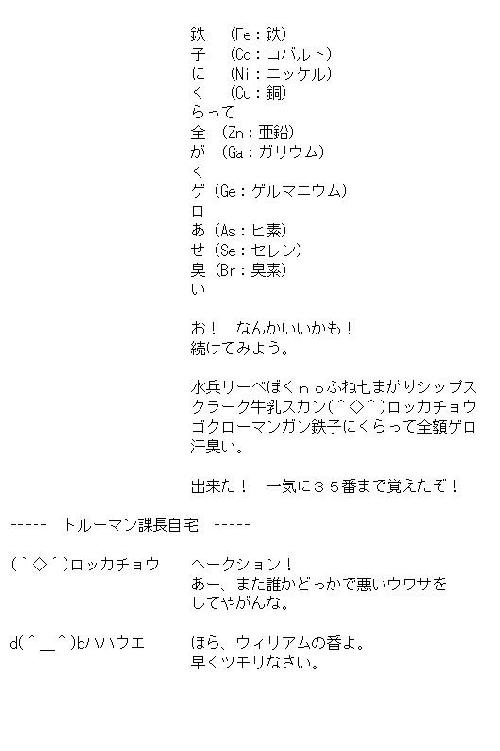 鉄　(Fe：鉄)
子　(Co：コバルト)
に　(Ni：ニッケル)
く　(Cu：銅)
らって
全　(Zn：亜鉛)
が　(Ga：ガリウム)
く
ゲ (Ge：ゲルマニウム)
ロ
あ (As：ヒ素)
せ (Se：セレン)
臭 (Br：臭素)
い
お！　なんかいいかも！
続けてみよう。
水兵リーベぼくｎｏふね七まがりシップス
クラーク牛乳スカン(｀◇´)ロッカチョウ
ゴクローマンガン鉄子にくらって全額ゲロ
汗臭い。
出来た！　一気に３５番まで覚えたぞ！
-----　トルーマン課長自宅　-----
(｀◇´)ロッカチョウ　　ヘークション！
あー、また誰かどっかで悪いウワサを
してやがんな。
d(＾＿＾)bハハウエ　　ほら、ウィリアムの番よ。
早くツモリなさい。